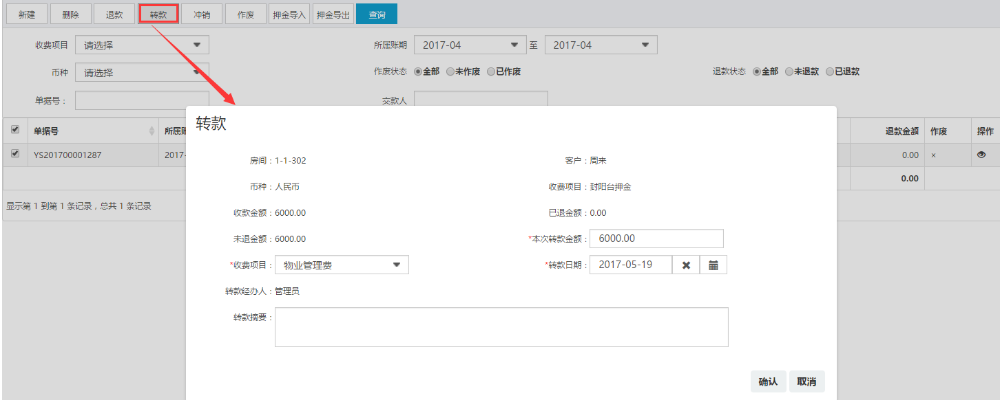 新建 删除 退款 转款 冲销 作废 押金导入 押金导出 查询
收费项目 请选择 所属账期 2017-04 至 2017-04
币种 请选择 作废状态 全部 未作废 已作废 退款状态 全部 未退款 已退款
单据号： 交款人
单据号 所属账 退款金额 作废 操作
YS201700001287 2017- 0.00 ×
0.00
显示第 1 到第 1 条记录，总共 1 条记录
转款
房间：1-1-302 客户：周来
币种：人民币 收费项目：封阳台押金
收款金额：6000.00 已退金额：0.00
未退金额：6000.00 *本次转款金额： 6000.00
*收费项目： 物业管理费 *转款日期： 2017-05-19
转款经办人：管理员
转款摘要：
确认 取消